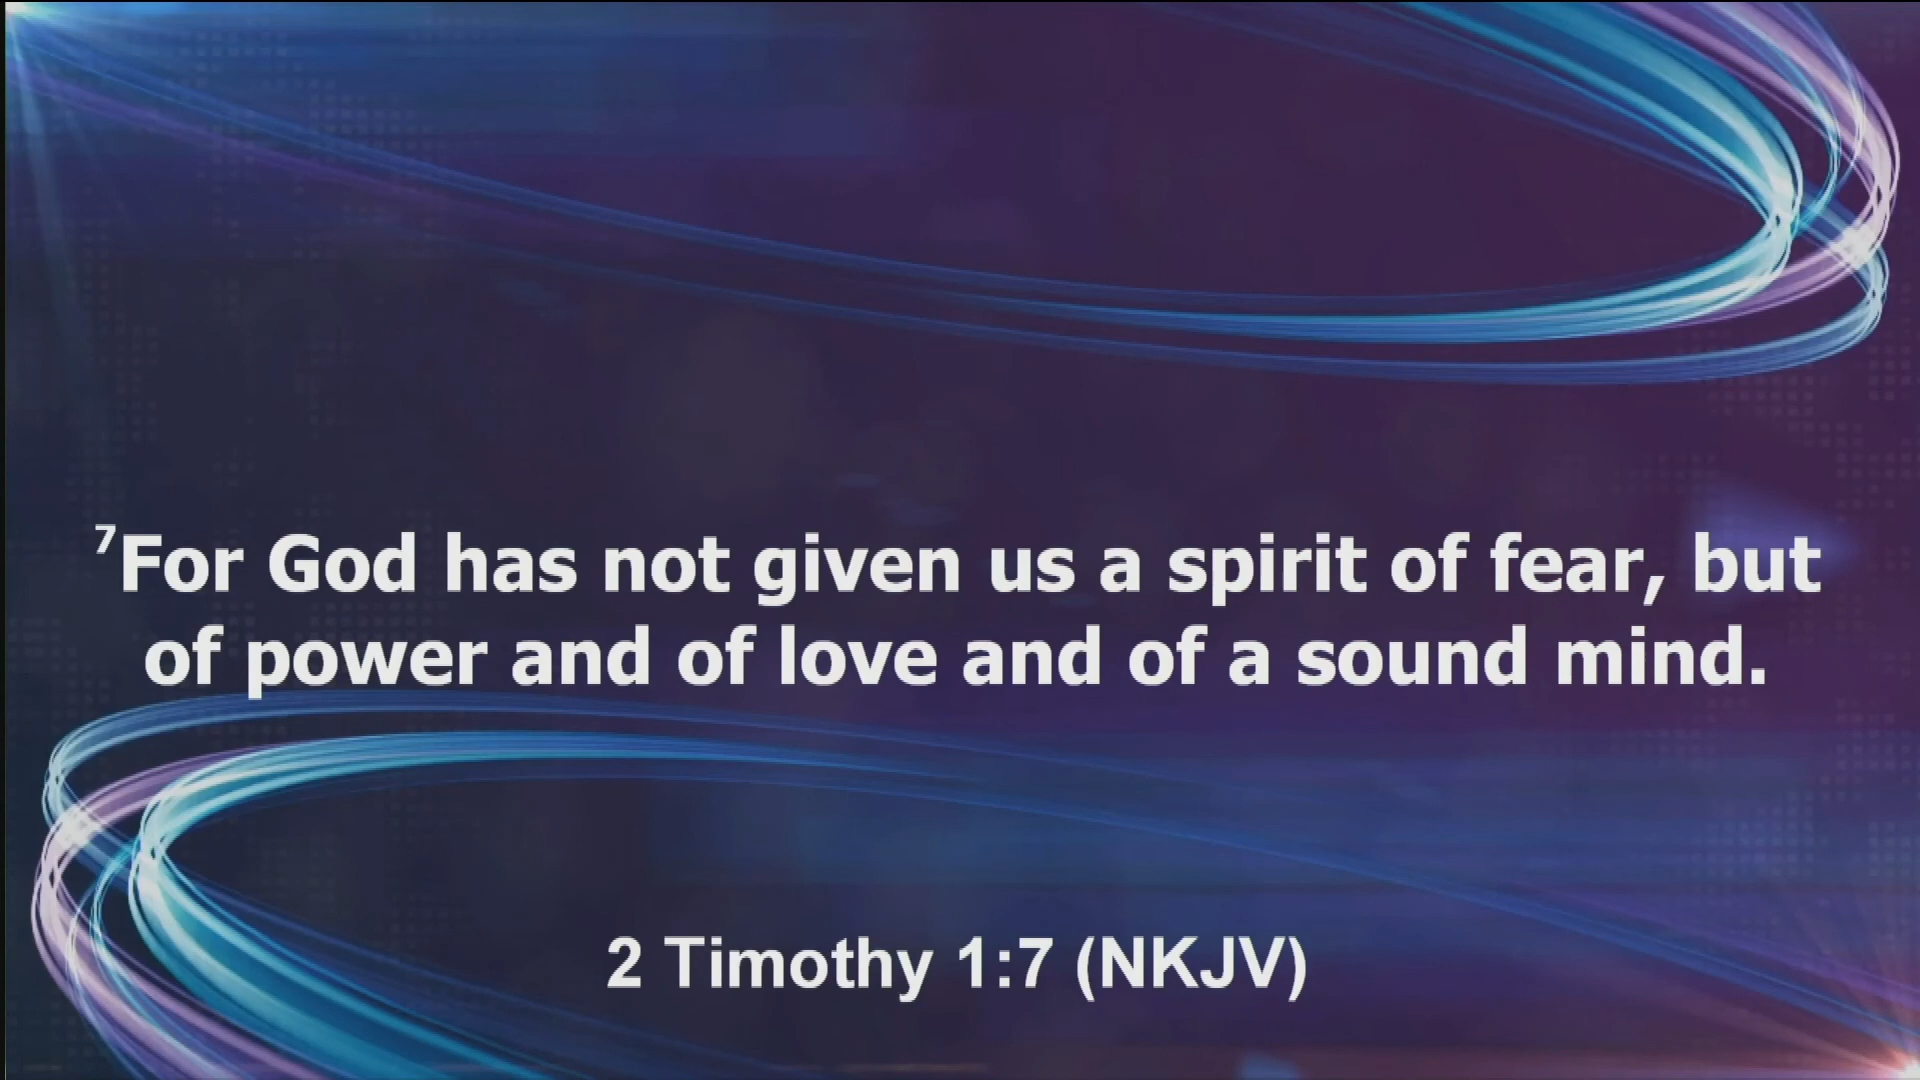 ⁷For God has not given us a spirit of fear, but
of power and of love and of a sound mind.
2 Timothy 1:7 (NKJV)